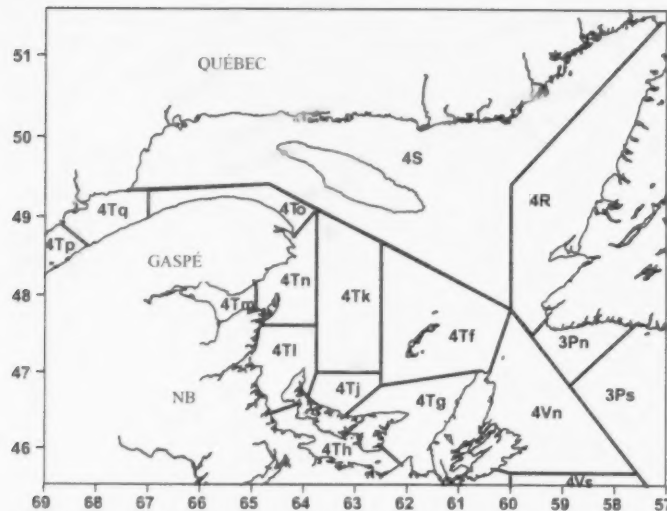 51
QUÉBEC
50
4S
49
4Tq
4To
4R
4Tp
GASPÉ
48
4Tm
4Tn
4Tk
4Tf
3Pn
47
4Tl
4Tj
4Tg
4Vn
3Ps
NB
46
4Th
4Vs
69 68 67 66 65 64 63 62 61 60 59 58 57